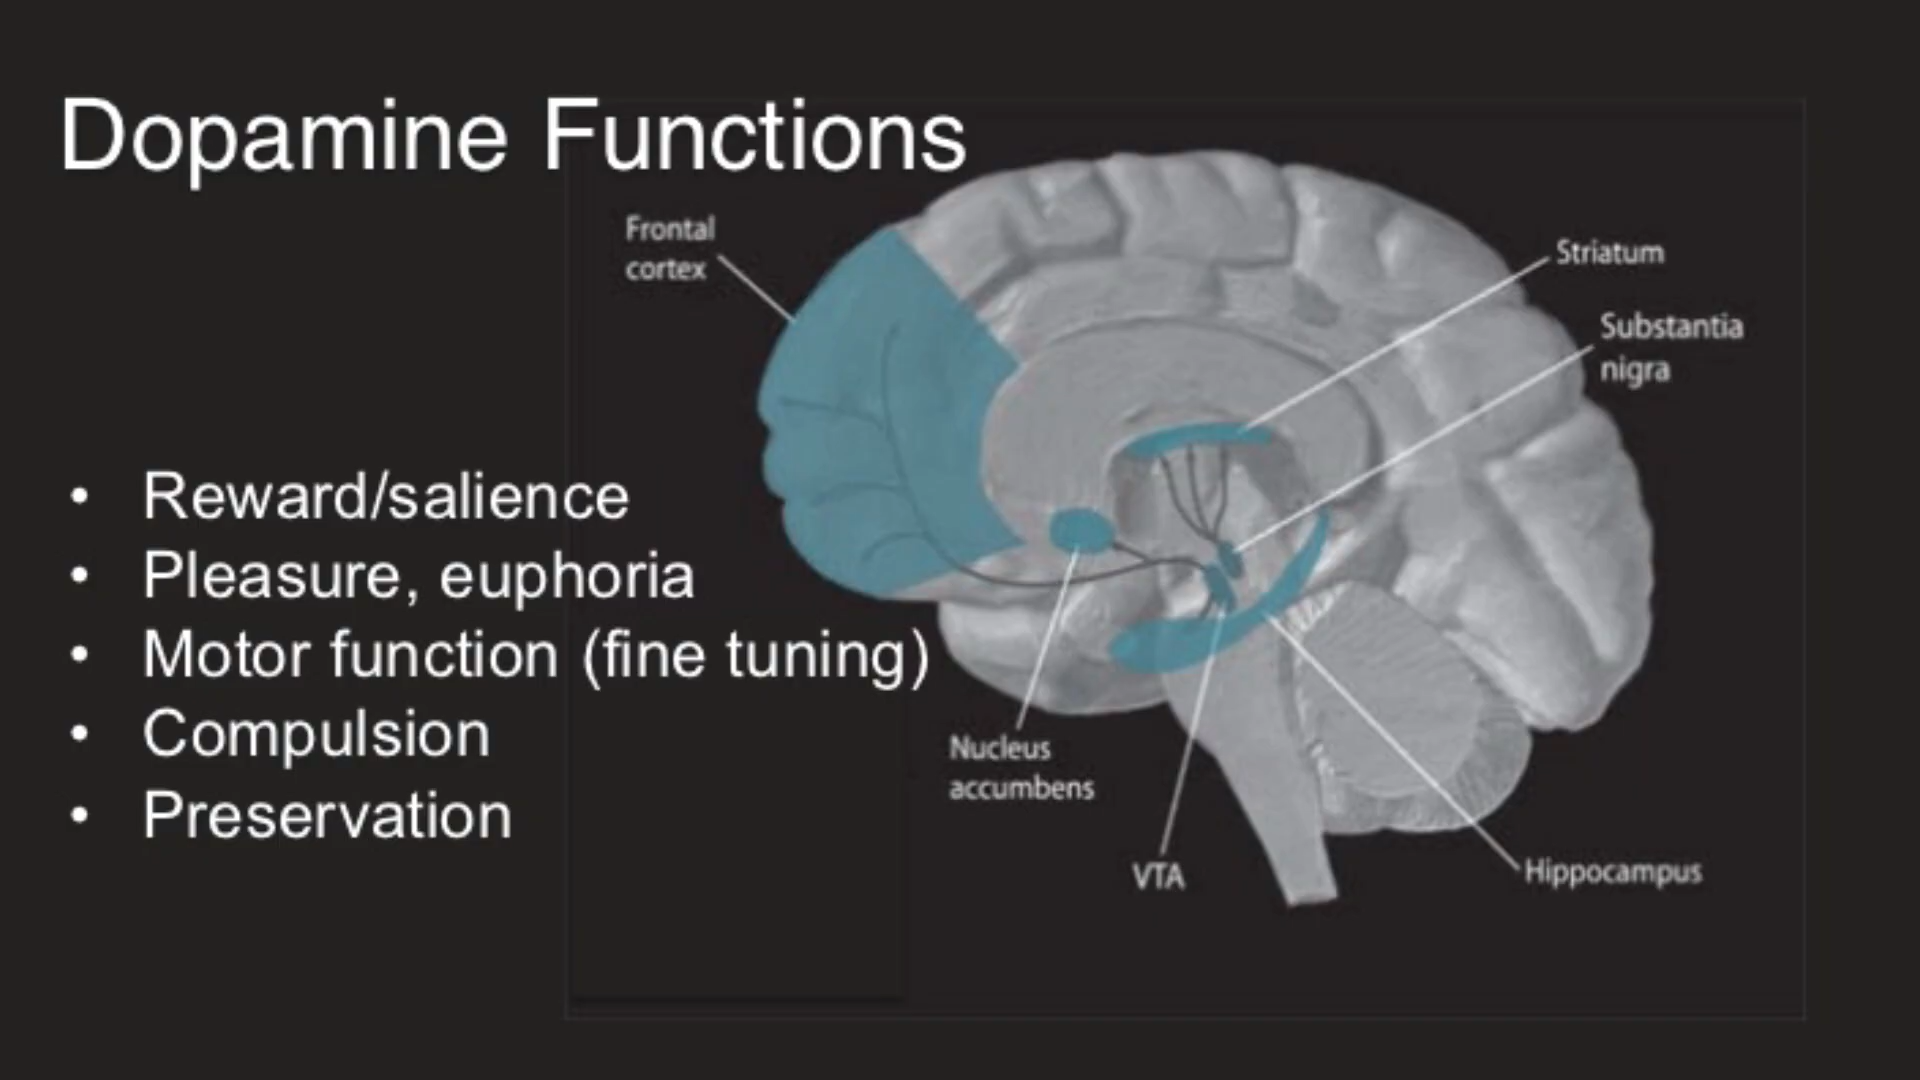 Dopamine Functions
Frontal
cortex
Striatum
Substantia
nigra
• Reward/salience
• Pleasure, euphoria
• Motor function (fine tuning)
• Compulsion
• Preservation
Nucleus
accumbens
VTA
Hippocampus